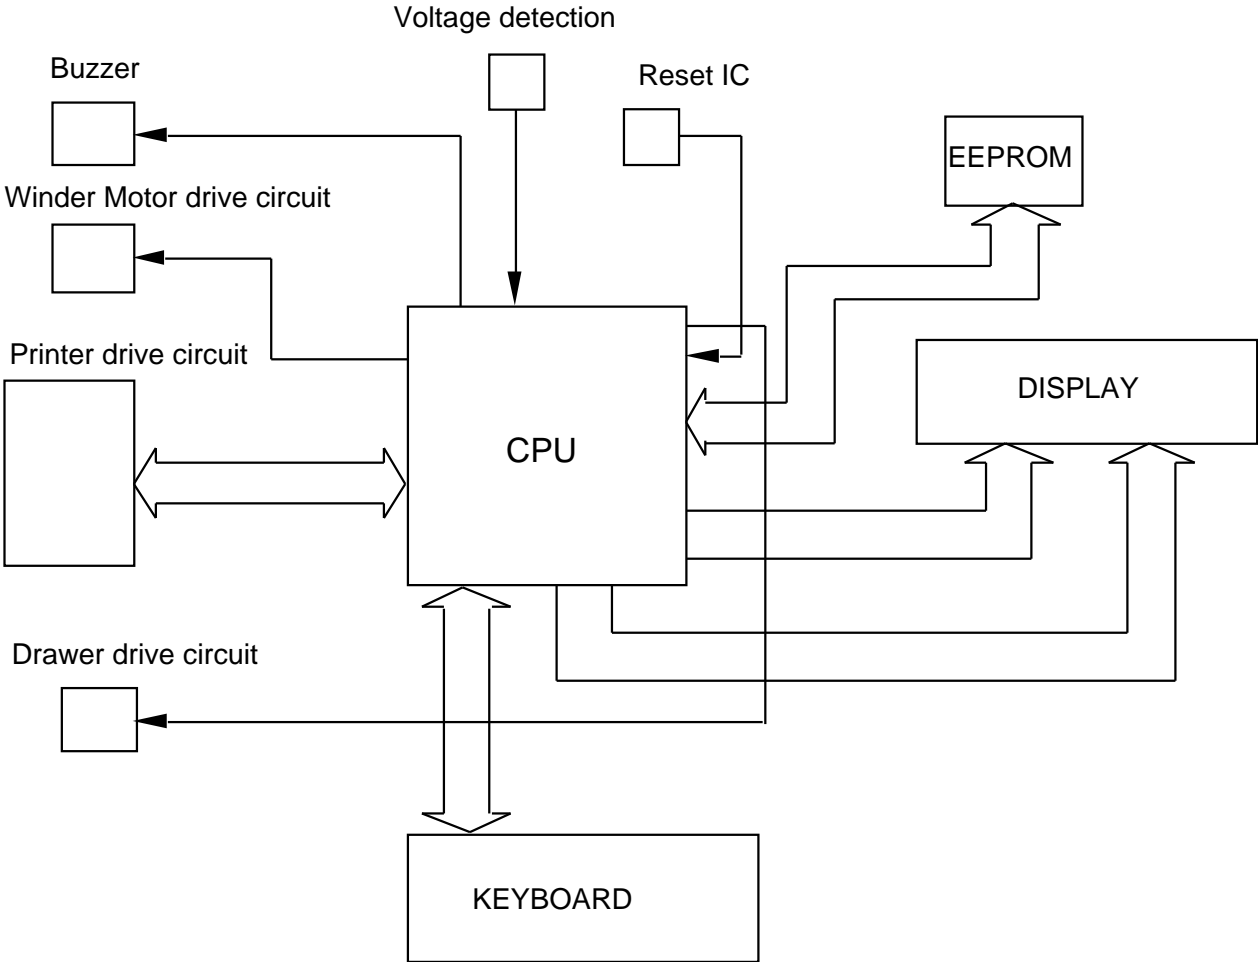 Voltage detection
Buzzer
Reset IC
EEPROM
Winder Motor drive circuit
Printer drive circuit
DISPLAY
CPU
Drawer drive circuit
KEYBOARD